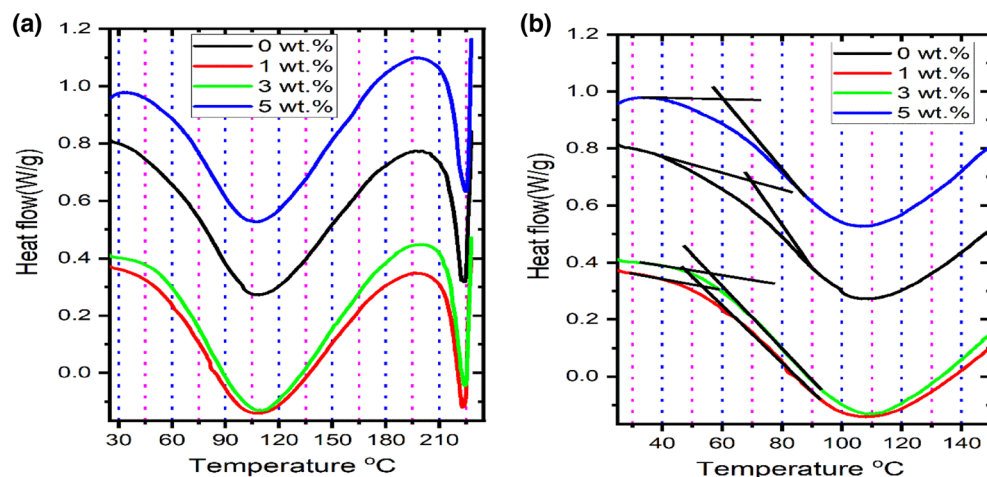 (a)
1.2
1.0
0.8
0.6
0.4
0.2
0.0
Heat flow(W/g)
0 wt.%
1 wt.%
3 wt.%
5 wt.%
30 60 90 120 150 180 210
Temperature °C
(b)
1.2
1.0
0.8
0.6
0.4
0.2
0.0
Heat flow(W/g)
0 wt.%
1 wt.%
3 wt.%
5 wt.%
40 60 80 100 120 140
Temperature °C